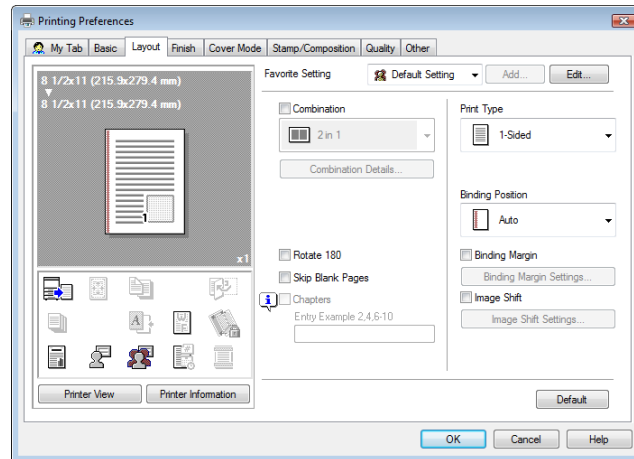 Printing Preferences
My Tab Basic Layout Finish Cover Mode Stamp/Composition Quality Other
8 1/2x11 (215.9x279.4 mm)
8 1/2x11 (215.9x279.4 mm)
1
x1
Printer View Printer Information
Favorite Setting Default Setting Add... Edit...
Combination
2 in 1
Combination Details...
Rotate 180
Skip Blank Pages
Chapters
Entry Example 2,4,6-10
Print Type
1-Sided
Binding Position
Auto
Binding Margin
Binding Margin Settings...
Image Shift
Image Shift Settings...
Default
OK Cancel Help